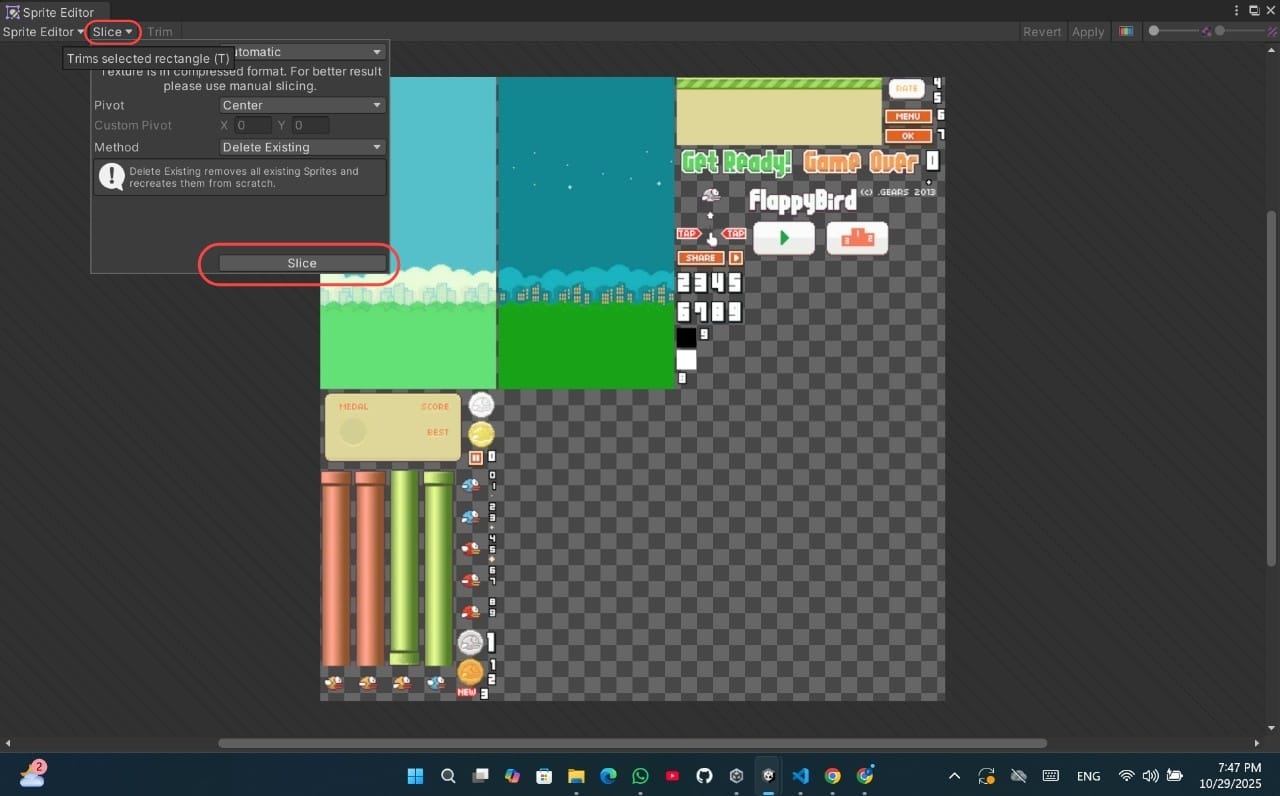 Sprite Editor
Sprite Editor Slice Trim Revert Apply
Trims selected rectangle (T)
utomatic
Texture is in compressed format. For better result
please use manual slicing.
Pivot Center
Custom Pivot X 0 Y 0
Method Delete Existing
Delete Existing removes all existing Sprites and
recreates them from scratch.
Slice
RATE
4
5
MENU 6
OK 7
Get Ready! Game Over 0
FlappyBird (c) .GEARS 2013
TAP TAP
SHARE
2 3 4 5
6 7 8 9
9
8
MEDAL SCORE
BEST
0
0
1
2
3
4
5
6
7
8
9
1
1
2
NEW 3
2
ENG
7:47 PM
10/29/2025